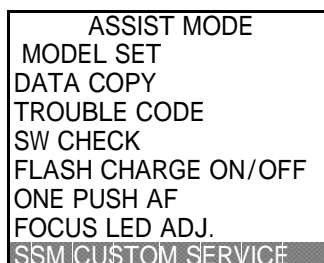 ASSIST MODE
MODEL SET
DATA COPY
TROUBLE CODE
SW CHECK
FLASH CHARGE ON/OFF
ONE PUSH AF
FOCUS LED ADJ.
SSM CUSTOM SERVICE